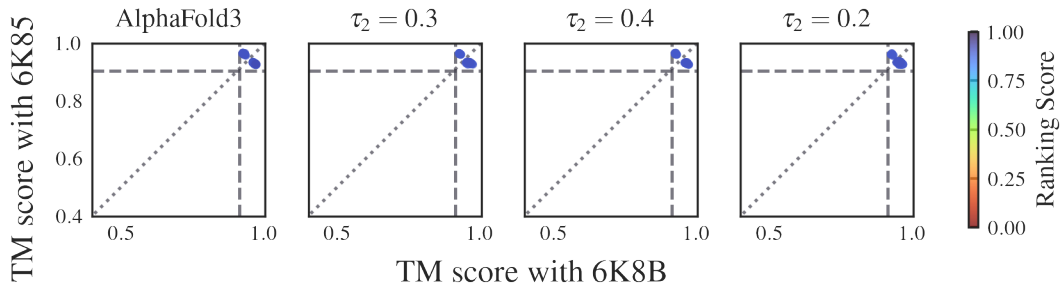 AlphaFold3
τ₂ = 0.3
τ₂ = 0.4
τ₂ = 0.2
TM score with 6K85
1.0
0.8
0.6
0.4
0.5 1.0
0.5 1.0
0.5 1.0
0.5 1.0
TM score with 6K8B
1.00
0.75
0.50
0.25
0.00
Ranking Score